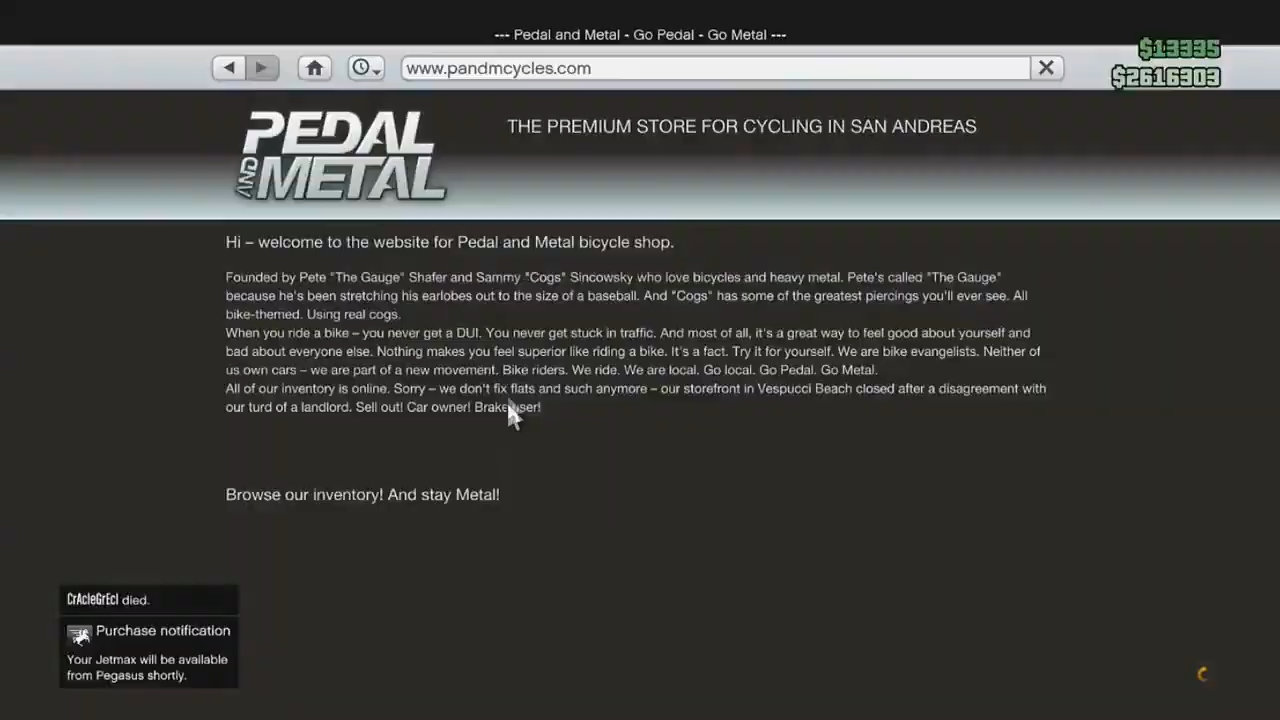 --- Pedal and Metal - Go Pedal - Go Metal ---
$13335
www.pandmcycles.com
$2616303
PEDAL
AND METAL
THE PREMIUM STORE FOR CYCLING IN SAN ANDREAS
Hi – welcome to the website for Pedal and Metal bicycle shop.
Founded by Pete "The Gauge" Shafer and Sammy "Cogs" Sincowsky who love bicycles and heavy metal. Pete's called "The Gauge"
because he's been stretching his earlobes out to the size of a baseball. And "Cogs" has some of the greatest piercings you'll ever see. All
bike-themed. Using real cogs.
When you ride a bike – you never get a DUI. You never get stuck in traffic. And most of all, it's a great way to feel good about yourself and
bad about everyone else. Nothing makes you feel superior like riding a bike. It's a fact. Try it for yourself. We are bike evangelists. Neither of
us own cars – we are part of a new movement. Bike riders. We ride. We are local. Go local. Go Pedal. Go Metal.
All of our inventory is online. Sorry – we don't fix flats and such anymore – our storefront in Vespucci Beach closed after a disagreement with
our turd of a landlord. Sell out! Car owner! Brake user!
Browse our inventory! And stay Metal!
CrAcleGrEcI died.
Purchase notification
Your Jetmax will be available
from Pegasus shortly.